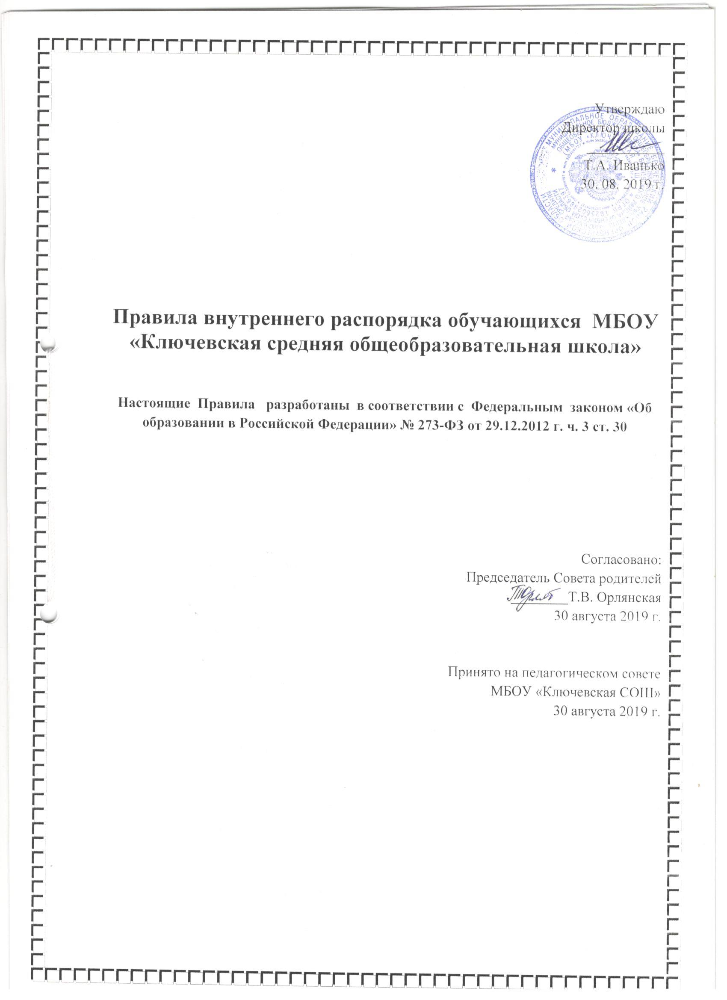 Утверждаю
Директор школы
Т.А. Иванько
30. 08. 2019 г.
Правила внутреннего распорядка обучающихся МБОУ
«Ключевская средняя общеобразовательная школа»
Настоящие Правила разработаны в соответствии с Федеральным законом «Об
образовании в Российской Федерации» № 273-ФЗ от 29.12.2012 г. ч. 3 ст. 30
Согласовано:
Председатель Совета родителей
Т.В. Орлянская
30 августа 2019 г.
Принято на педагогическом совете
МБОУ «Ключевская СОШ»
30 августа 2019 г.